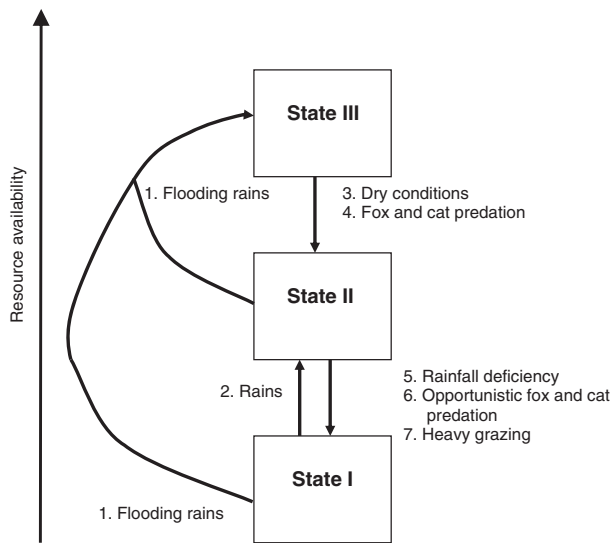 Resource availability
State III
1. Flooding rains
3. Dry conditions
4. Fox and cat predation
State II
2. Rains
5. Rainfall deficiency
6. Opportunistic fox and cat
predation
7. Heavy grazing
State I
1. Flooding rains